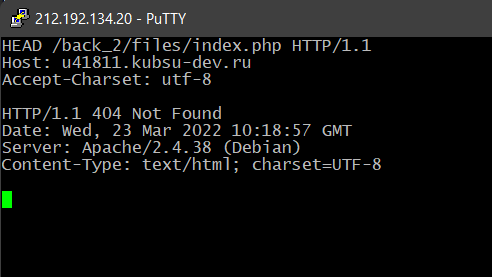 212.192.134.20 - PuTTY
HEAD /back_2/files/index.php HTTP/1.1
Host: u41811.kubsu-dev.ru
Accept-Charset: utf-8
HTTP/1.1 404 Not Found
Date: Wed, 23 Mar 2022 10:18:57 GMT
Server: Apache/2.4.38 (Debian)
Content-Type: text/html; charset=UTF-8